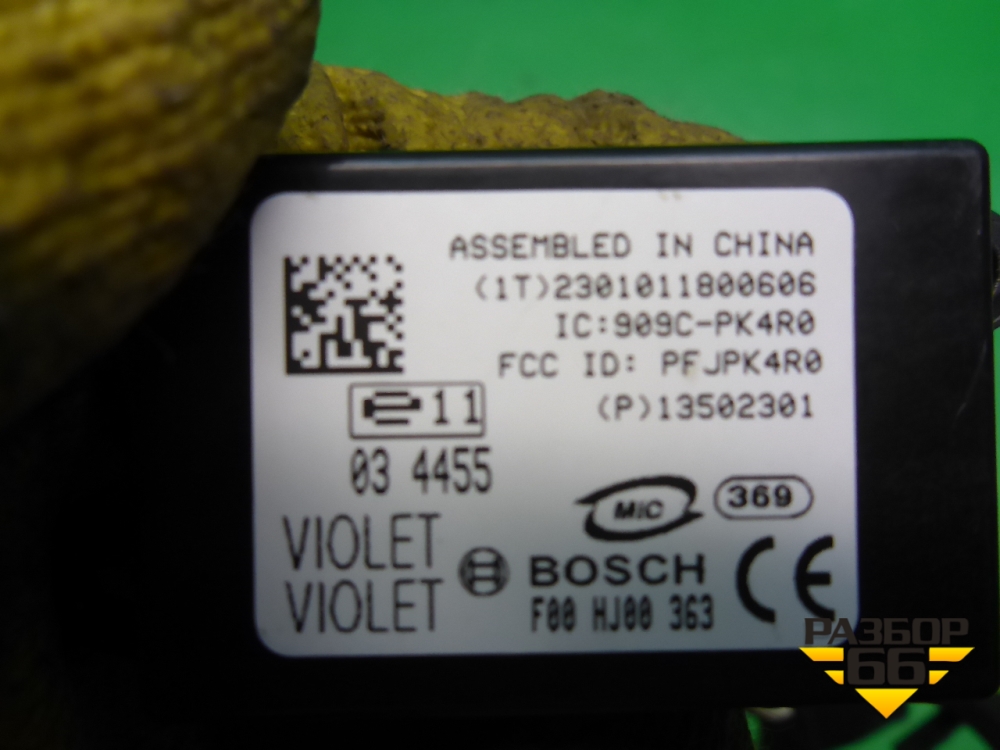 ASSEMBLED IN CHINA
(1T)2301011800606
IC:909C-PK4R0
FCC ID: PFJPK4R0
(P)13502301
e11
03 4455
MiC 369
VIOLET
VIOLET
BOSCH
F00 HJ00 363
CE
РАЗБОР
66